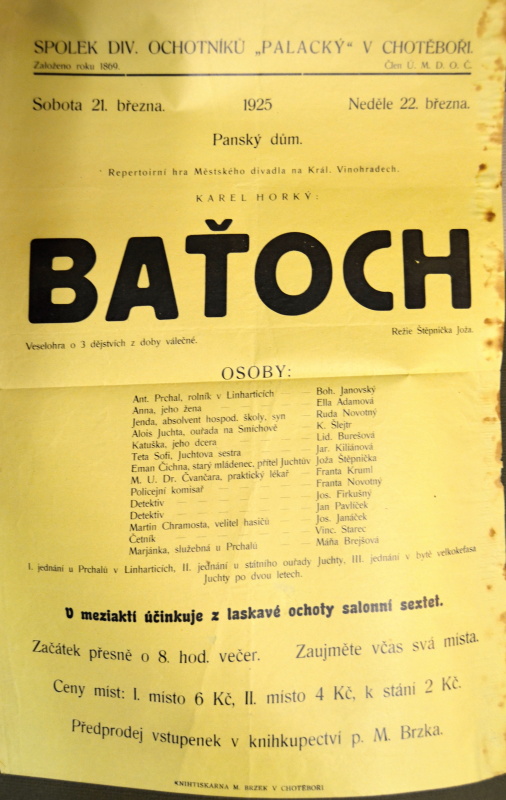 SPOLEK DIV. OCHOTNÍKŮ „PALACKÝ“ V CHOTĚBOŘI.
Založeno roku 1869. Člen Ú. M. D. O. Č.
Sobota 21. března. 1925 Neděle 22. března.
Panský dům.
Repertoirní hra Městského divadla na Král. Vinohradech.
KAREL HORKÝ:
BAŤOCH
Veselohra o 3 dějstvích z doby válečné. Režie Štěpnička Joža.
OSOBY:
Ant. Prchal, rolník v Linharticích — Boh. Janovský
Anna, jeho žena — Ella Adamová
Jenda, absolvent hospod. školy, syn — Ruda Novotný
Alois Juchta, ouřada na Smíchově — K. Šlejtr
Katuška, jeho dcera — Lid. Burešová
Teta Sofi, Juchtova sestra — Jar. Kiliánová
Eman Čichna, starý mládenec, přítel Juchtův Joža Štěpnička
M. U. Dr. Čvančara, praktický lékař — Franta Kruml
Policejní komisař — Franta Novotný
Detektiv — Jos. Firkušný
Detektiv — Jan Pavlíček
Martin Chramosta, velitel hasičů — Jos. Janáček
Četník — Vinc. Starec
Marjánka, služebná u Prchalů — Máňa Brejšová
I. jednání u Prchalů v Linharticích, II. jednání u státního ouřady Juchty, III. jednání v bytě velkokeťasa
Juchty po dvou letech.
V meziaktí účinkuje z laskavé ochoty salonní sextet.
Začátek přesně o 8. hod. večer. Zaujměte včas svá místa.
Ceny míst: I. místo 6 Kč, II. místo 4 Kč, k stání 2 Kč.
Předprodej vstupenek v knihkupectví p. M. Brzka.
KNIHTISKARNA M. BRZEK V CHOTĚBOŘI